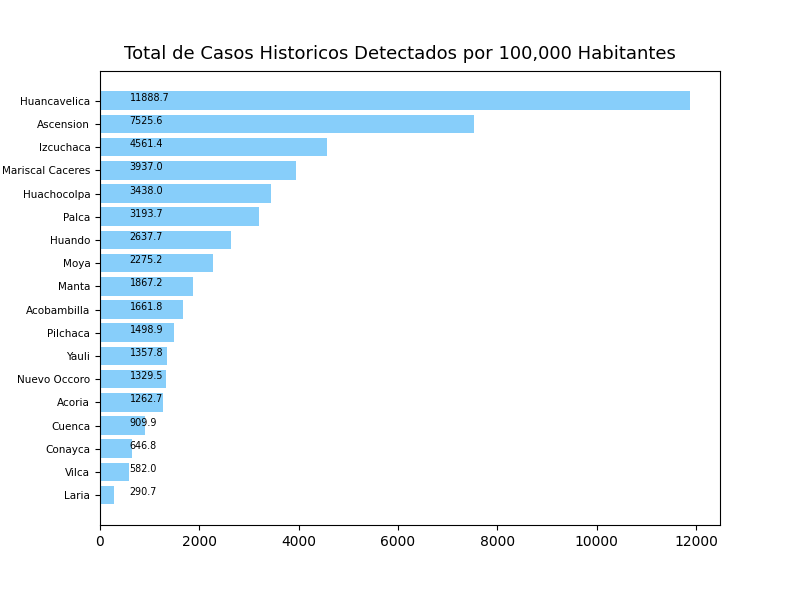 Total de Casos Historicos Detectados por 100,000 Habitantes
Huancavelica 11888.7
Ascension 7525.6
Izcuchaca 4561.4
Mariscal Caceres 3937.0
Huachocolpa 3438.0
Palca 3193.7
Huando 2637.7
Moya 2275.2
Manta 1867.2
Acobambilla 1661.8
Pilchaca 1498.9
Yauli 1357.8
Nuevo Occoro 1329.5
Acoria 1262.7
Cuenca 909.9
Conayca 646.8
Vilca 582.0
Laria 290.7
0 2000 4000 6000 8000 10000 12000